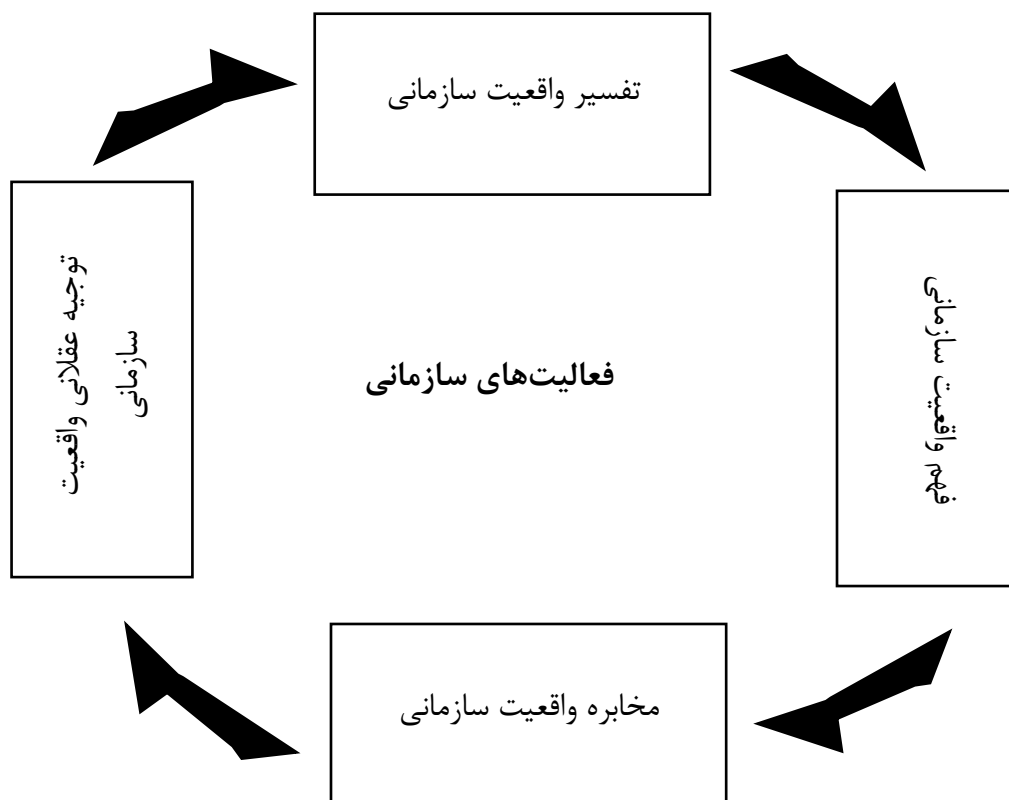 تفسیر واقعیت سازمانی
فهم واقعیت سازمانی
توجیه عقلانی واقعیت
سازمانی
فعالیت‌های سازمانی
مخابره واقعیت سازمانی